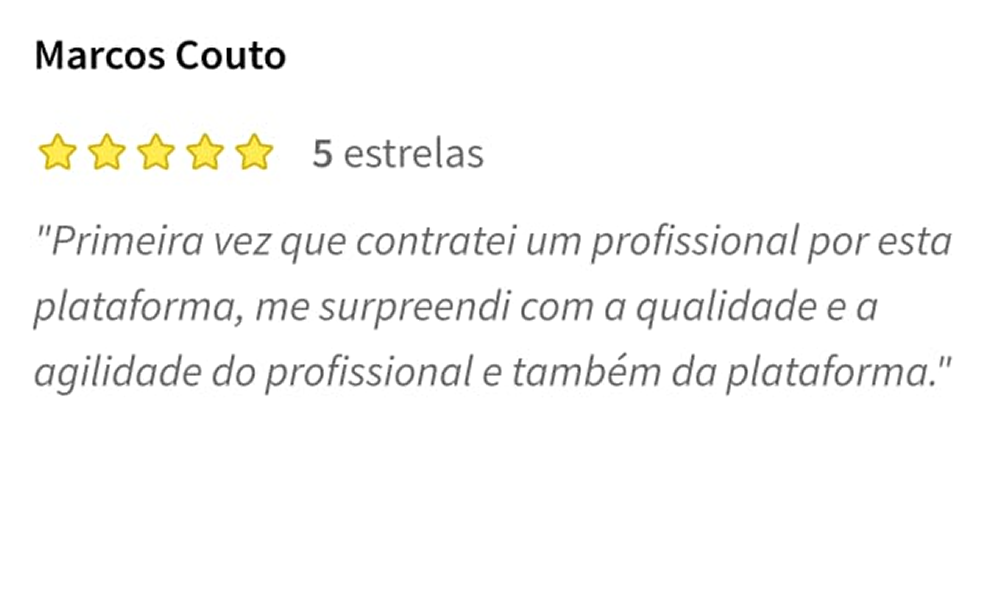 Marcos Couto
5 estrelas
"Primeira vez que contratei um profissional por esta
plataforma, me surpreendi com a qualidade e a
agilidade do profissional e também da plataforma."